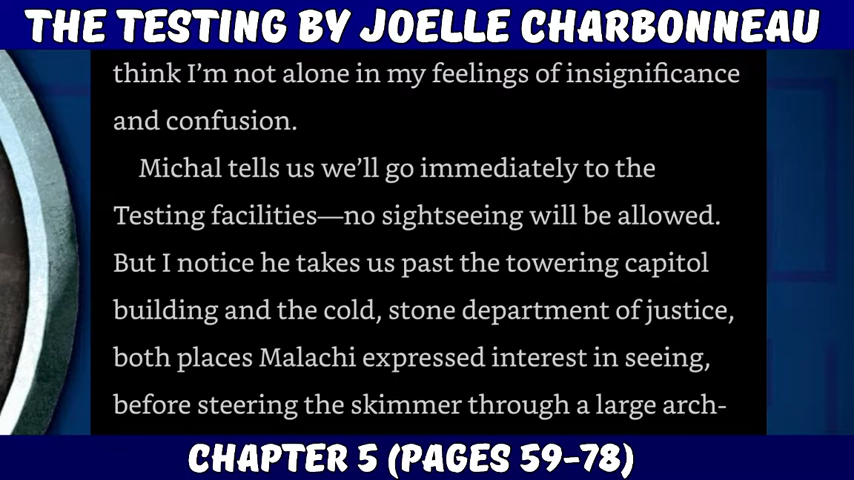 THE TESTING BY JOELLE CHARBONNEAU
think I’m not alone in my feelings of insignificance
and confusion.
Michal tells us we’ll go immediately to the
Testing facilities—no sightseeing will be allowed.
But I notice he takes us past the towering capitol
building and the cold, stone department of justice,
both places Malachi expressed interest in seeing,
before steering the skimmer through a large arch-
CHAPTER 5 (PAGES 59-78)